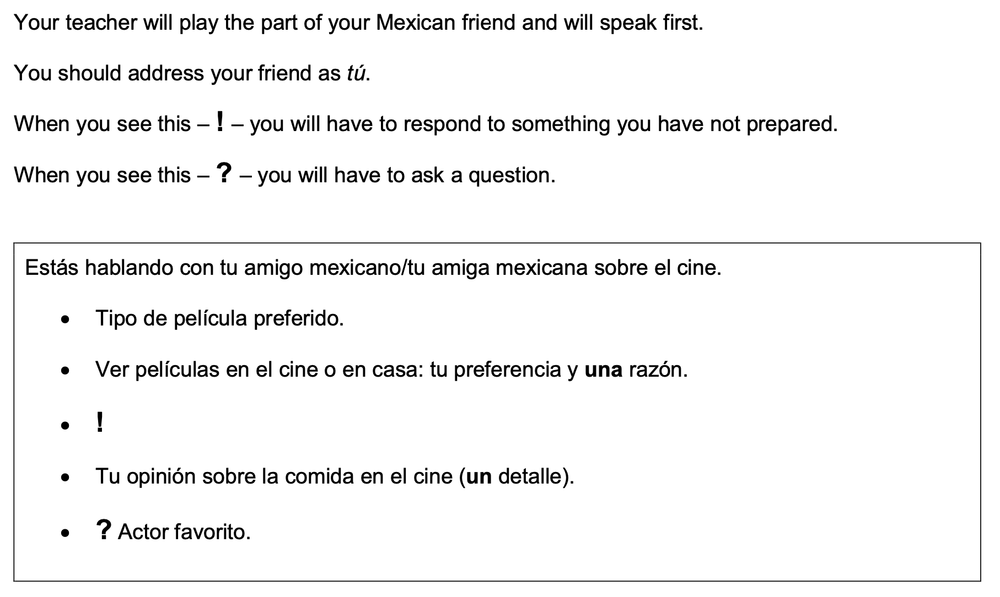 Your teacher will play the part of your Mexican friend and will speak first.
You should address your friend as tú.
When you see this – ! – you will have to respond to something you have not prepared.
When you see this – ? – you will have to ask a question.
Estás hablando con tu amigo mexicano/tu amiga mexicana sobre el cine.
• Tipo de película preferido.
• Ver películas en el cine o en casa: tu preferencia y una razón.
• !
• Tu opinión sobre la comida en el cine (un detalle).
• ? Actor favorito.